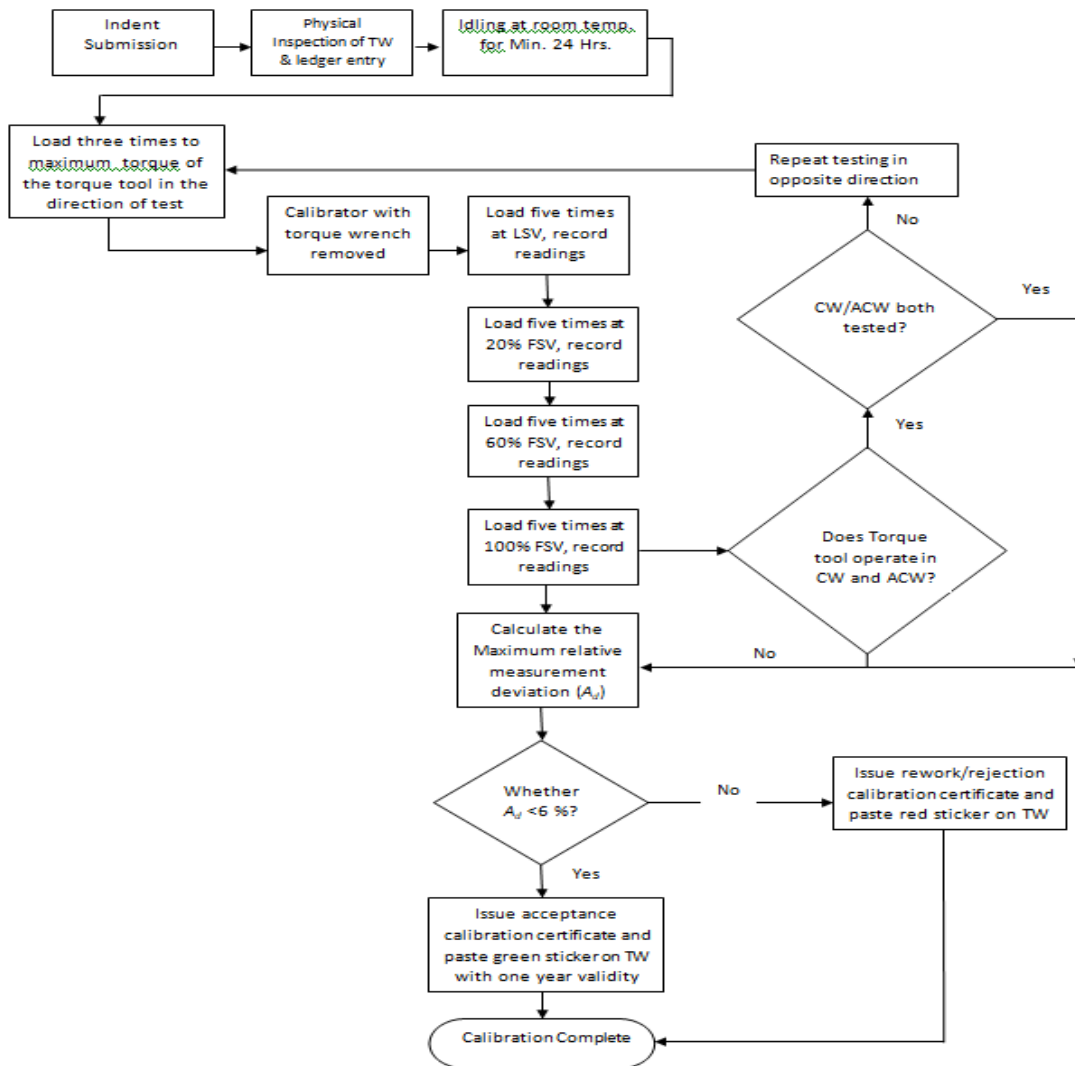 Indent
Submission
Physical
Inspection of TW
& ledger entry
Idling at room temp.
for Min. 24 Hrs.
Load three times to
maximum torque of
the torque tool in the
direction of test
Repeat testing in
opposite direction
Calibrator with
torque wrench
removed
Load five times
at LSV, record
readings
No
CW/ACW both
tested?
Yes
Load five times at
20% FSV, record
readings
Load five times at
60% FSV, record
readings
Yes
Load five times at
100% FSV, record
readings
Does Torque
tool operate in
CW and ACW?
Calculate the
Maximum relative
measurement
deviation (Ad)
No
Whether
Ad <6 %?
No
Issue rework/rejection
calibration certificate and
paste red sticker on TW
Yes
Issue acceptance
calibration certificate and
paste green sticker on TW
with one year validity
Calibration Complete